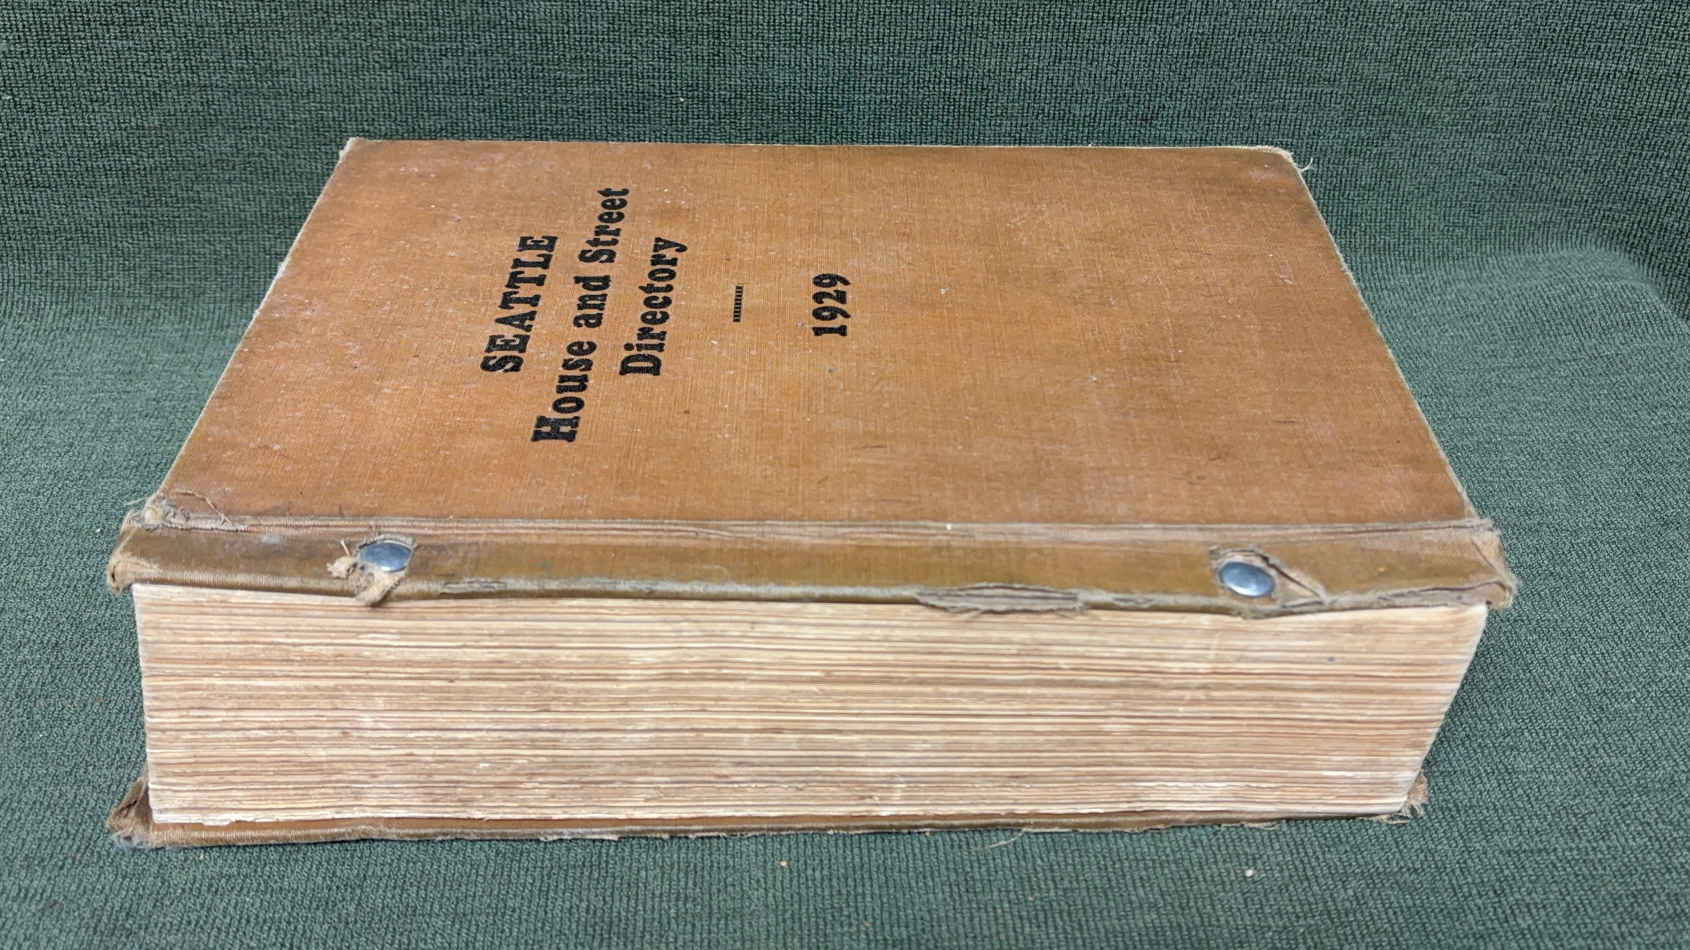 SEATTLE
House and Street
Directory
1929